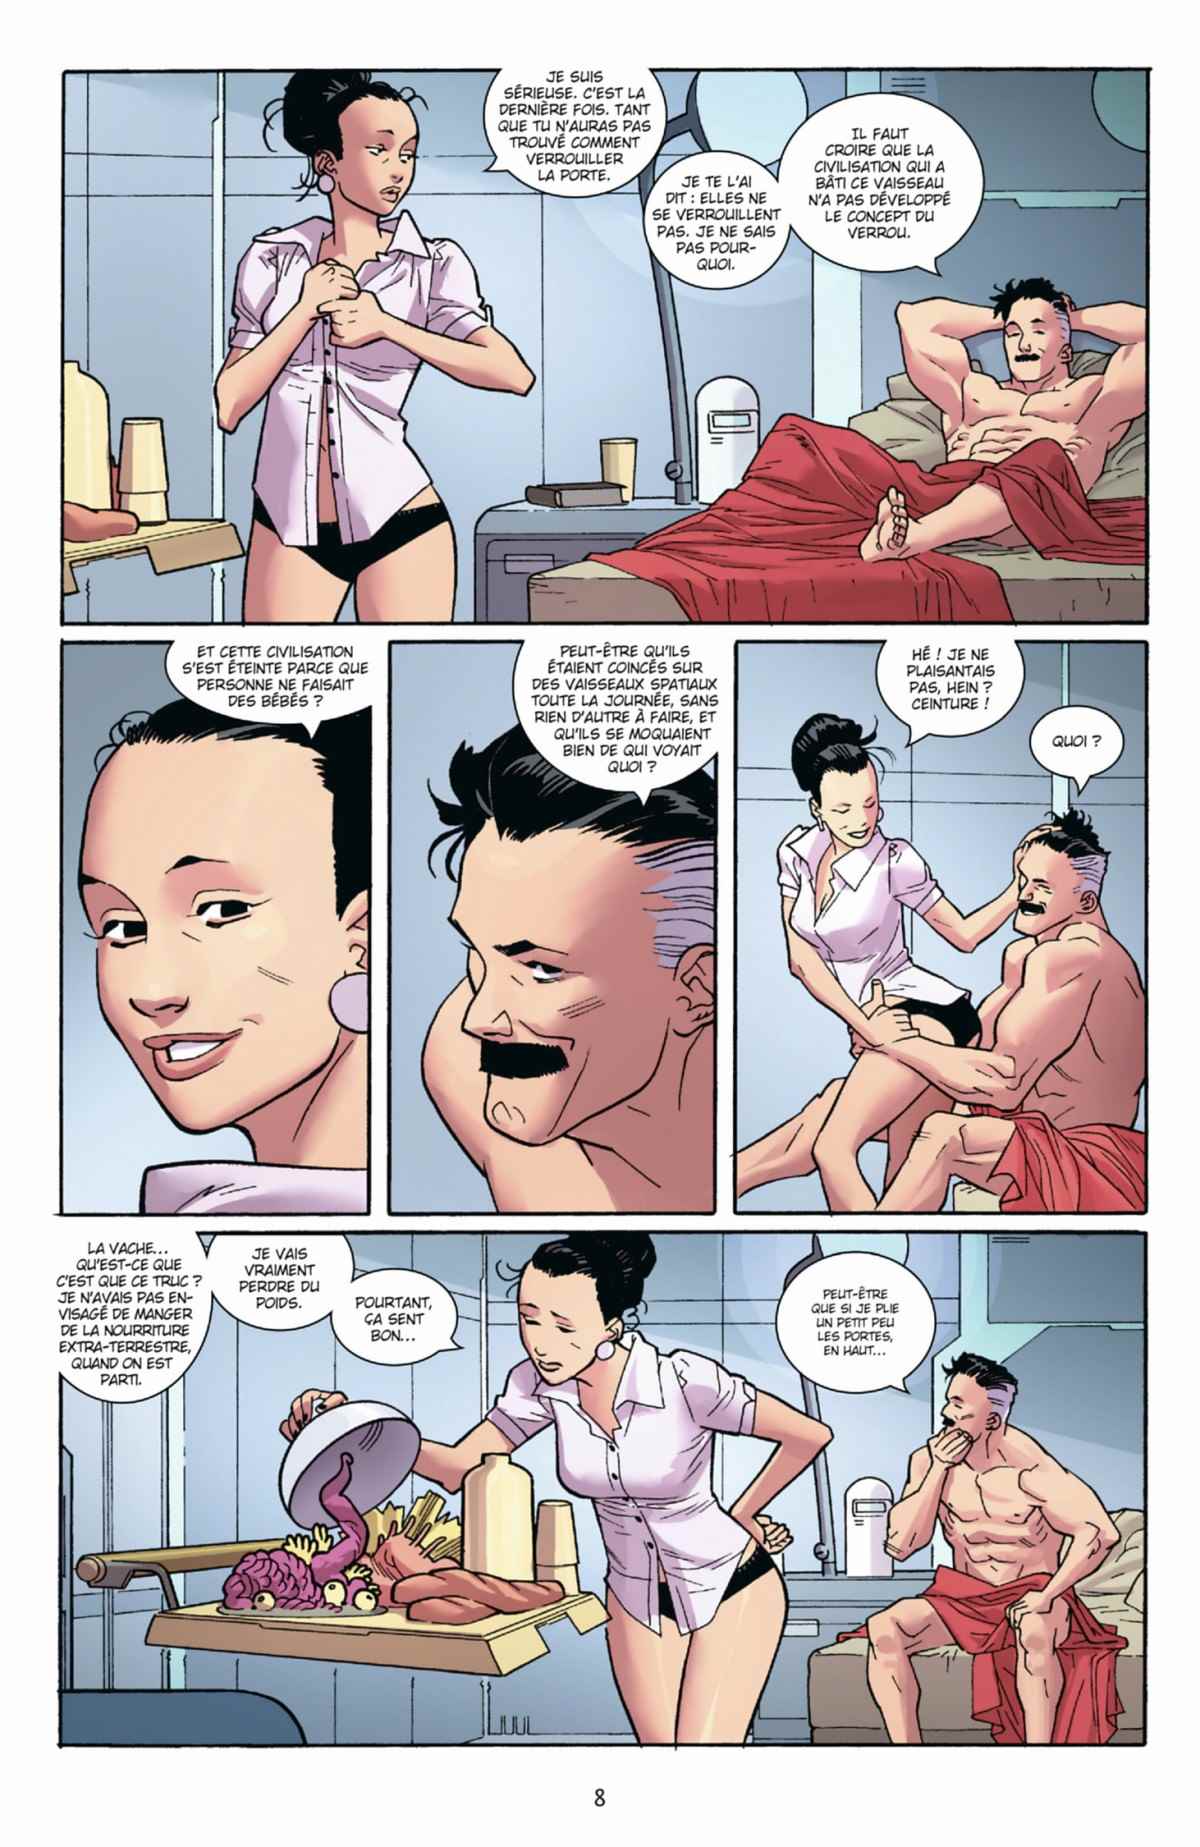 JE SUIS
SÉRIEUSE. C'EST LA
DERNIÈRE FOIS. TANT
QUE TU N'AURAS PAS
TROUVÉ COMMENT
VERROUILLER
LA PORTE.
JE TE L'AI
DIT : ELLES NE
SE VERROUILLENT
PAS. JE NE SAIS
PAS POUR-
QUOI.
IL FAUT
CROIRE QUE LA
CIVILISATION QUI A
BÂTI CE VAISSEAU
N'A PAS DÉVELOPPÉ
LE CONCEPT DU
VERROU.
ET CETTE CIVILISATION
S'EST ÉTEINTE PARCE QUE
PERSONNE NE FAISAIT
DES BÉBÉS ?
PEUT-ÊTRE QU'ILS
ÉTAIENT COINCÉS SUR
DES VAISSEAUX SPATIAUX
TOUTE LA JOURNÉE, SANS
RIEN D'AUTRE À FAIRE, ET
QU'ILS SE MOQUAIENT
BIEN DE QUI VOYAIT
QUOI ?
HÉ ! JE NE
PLAISANTAIS
PAS, HEIN ?
CEINTURE !
QUOI ?
LA VACHE...
QU'EST-CE QUE
C'EST QUE CE TRUC ?
JE N'AVAIS PAS EN-
VISAGÉ DE MANGER
DE LA NOURRITURE
EXTRA-TERRESTRE,
QUAND ON EST
PARTI.
JE VAIS
VRAIMENT
PERDRE DU
POIDS.
POURTANT,
ÇA SENT
BON...
PEUT-ÊTRE
QUE SI JE PLIE
UN PETIT PEU
LES PORTES,
EN HAUT...
8